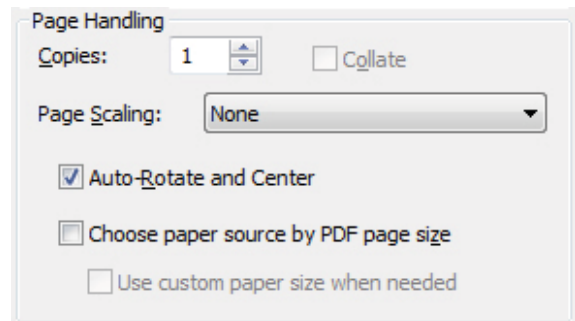 Page Handling
Copies: 1 Collate
Page Scaling: None
Auto-Rotate and Center
Choose paper source by PDF page size
Use custom paper size when needed